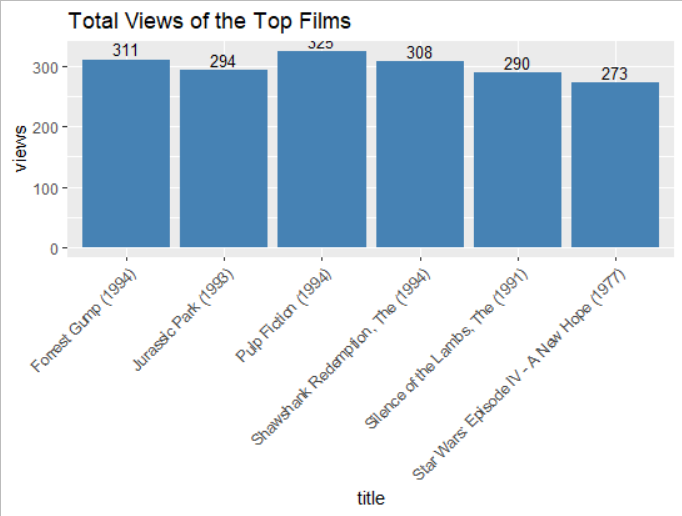 Total Views of the Top Films
311
294
325
308
290
273
views
300
200
100
0
Forrest Gump (1994)
Jurassic Park (1993)
Pulp Fiction (1994)
Shawshank Redemption, The (1994)
Silence of the Lambs, The (1991)
Star Wars: Episode IV - A New Hope (1977)
title